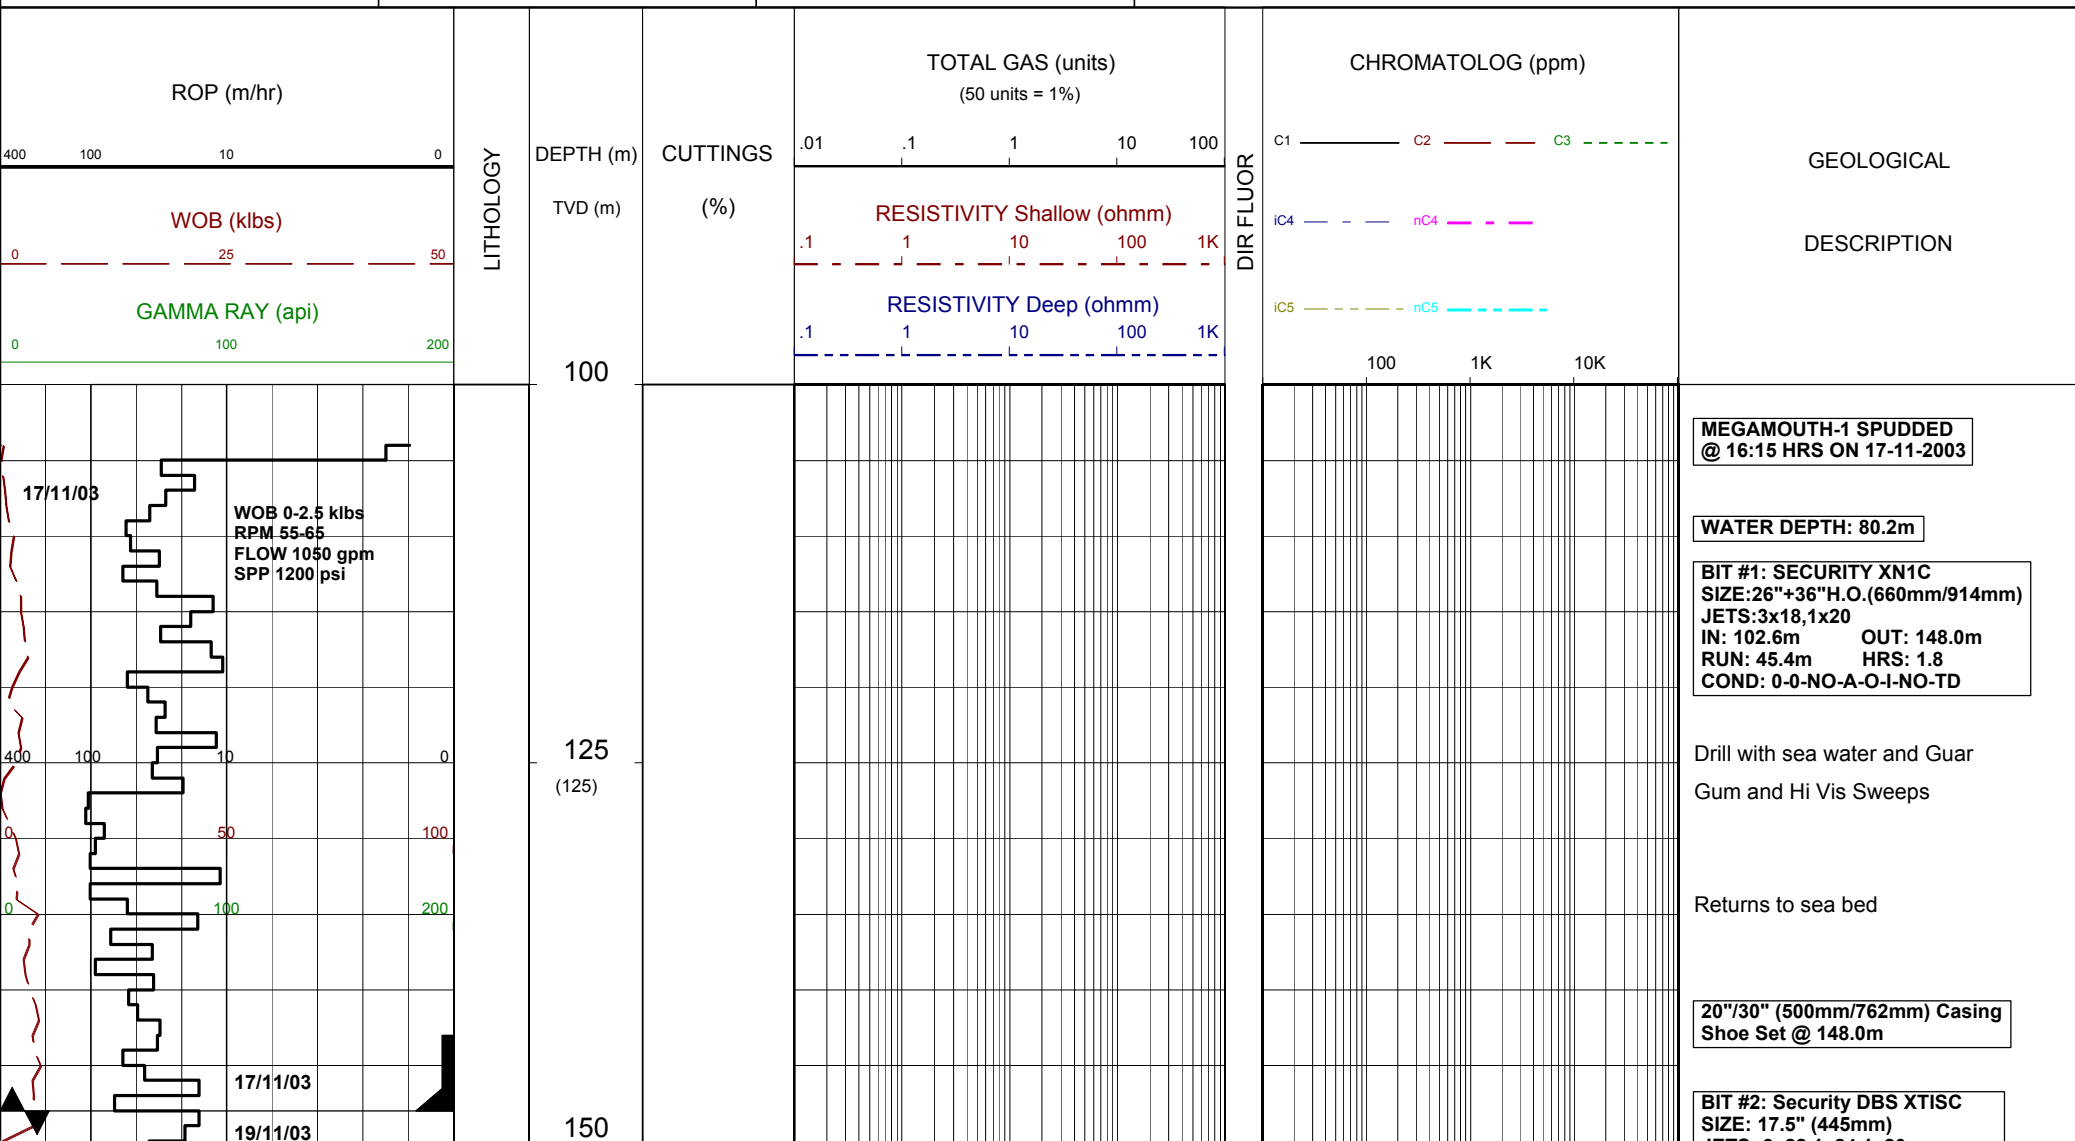 ROP (m/hr)
400 100 10 0
WOB (klbs)
0 25 50
GAMMA RAY (api)
0 100 200
LITHOLOGY
DEPTH (m)
TVD (m)
CUTTINGS
(%)
TOTAL GAS (units)
(50 units = 1%)
.01 .1 1 10 100
RESISTIVITY Shallow (ohmm)
.1 1 10 100 1K
RESISTIVITY Deep (ohmm)
.1 1 10 100 1K
DIR FLUOR
CHROMATOLOG (ppm)
C1 C2 C3
iC4 nC4
iC5 nC5
100 1K 10K
GEOLOGICAL
DESCRIPTION
100
17/11/03
WOB 0-2.5 klbs
RPM 55-65
FLOW 1050 gpm
SPP 1200 psi
400 100 10 0
0 50 100
0 100 200
17/11/03
19/11/03
125
(125)
150
MEGAMOUTH-1 SPUDDED
@ 16:15 HRS ON 17-11-2003
WATER DEPTH: 80.2m
BIT #1: SECURITY XN1C
SIZE:26"+36"H.O.(660mm/914mm)
JETS:3x18,1x20
IN: 102.6m OUT: 148.0m
RUN: 45.4m HRS: 1.8
COND: 0-0-NO-A-O-I-NO-TD
Drill with sea water and Guar
Gum and Hi Vis Sweeps
Returns to sea bed
20"/30" (500mm/762mm) Casing
Shoe Set @ 148.0m
BIT #2: Security DBS XTISC
SIZE: 17.5" (445mm)